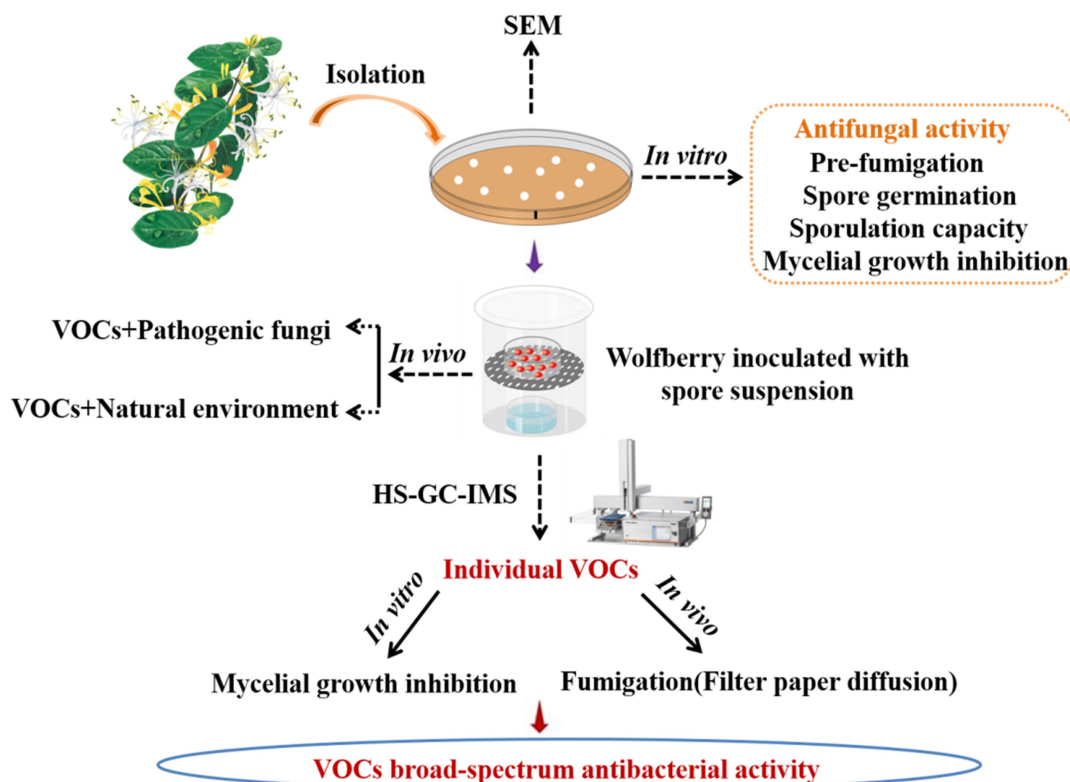 SEM
Isolation
In vitro
Antifungal activity
Pre-fumigation
Spore germination
Sporulation capacity
Mycelial growth inhibition
VOCs+Pathogenic fungi
In vivo
VOCs+Natural environment
Wolfberry inoculated with
spore suspension
HS-GC-IMS
Individual VOCs
In vitro
In vivo
Mycelial growth inhibition
Fumigation(Filter paper diffusion)
VOCs broad-spectrum antibacterial activity